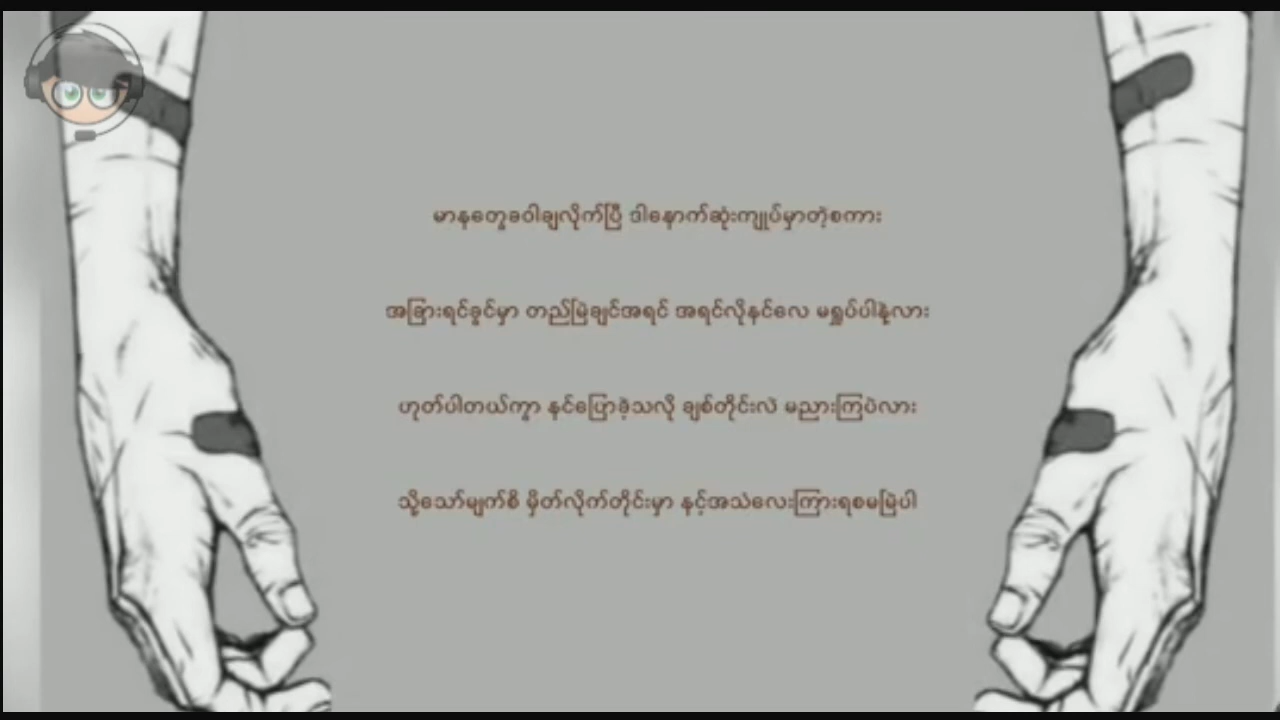 မာနတွေခဝါချလိုက်ပြီ ဒါနောက်ဆုံးကျုပ်မှာတဲ့စကား
အခြားရင်ခွင်မှာ တည်မြဲချင်အရင် အရင်လိုနင်လေ မရှုပ်ပါနဲ့လား
ဟုတ်ပါတယ်ကွာ နင်ပြောခဲ့သလို ချစ်တိုင်းလဲ မညားကြပဲလား
သို့သော်မျက်စိ မှိတ်လိုက်တိုင်းမှာ နင့်အသံလေးကြားရစမမြဲပါ